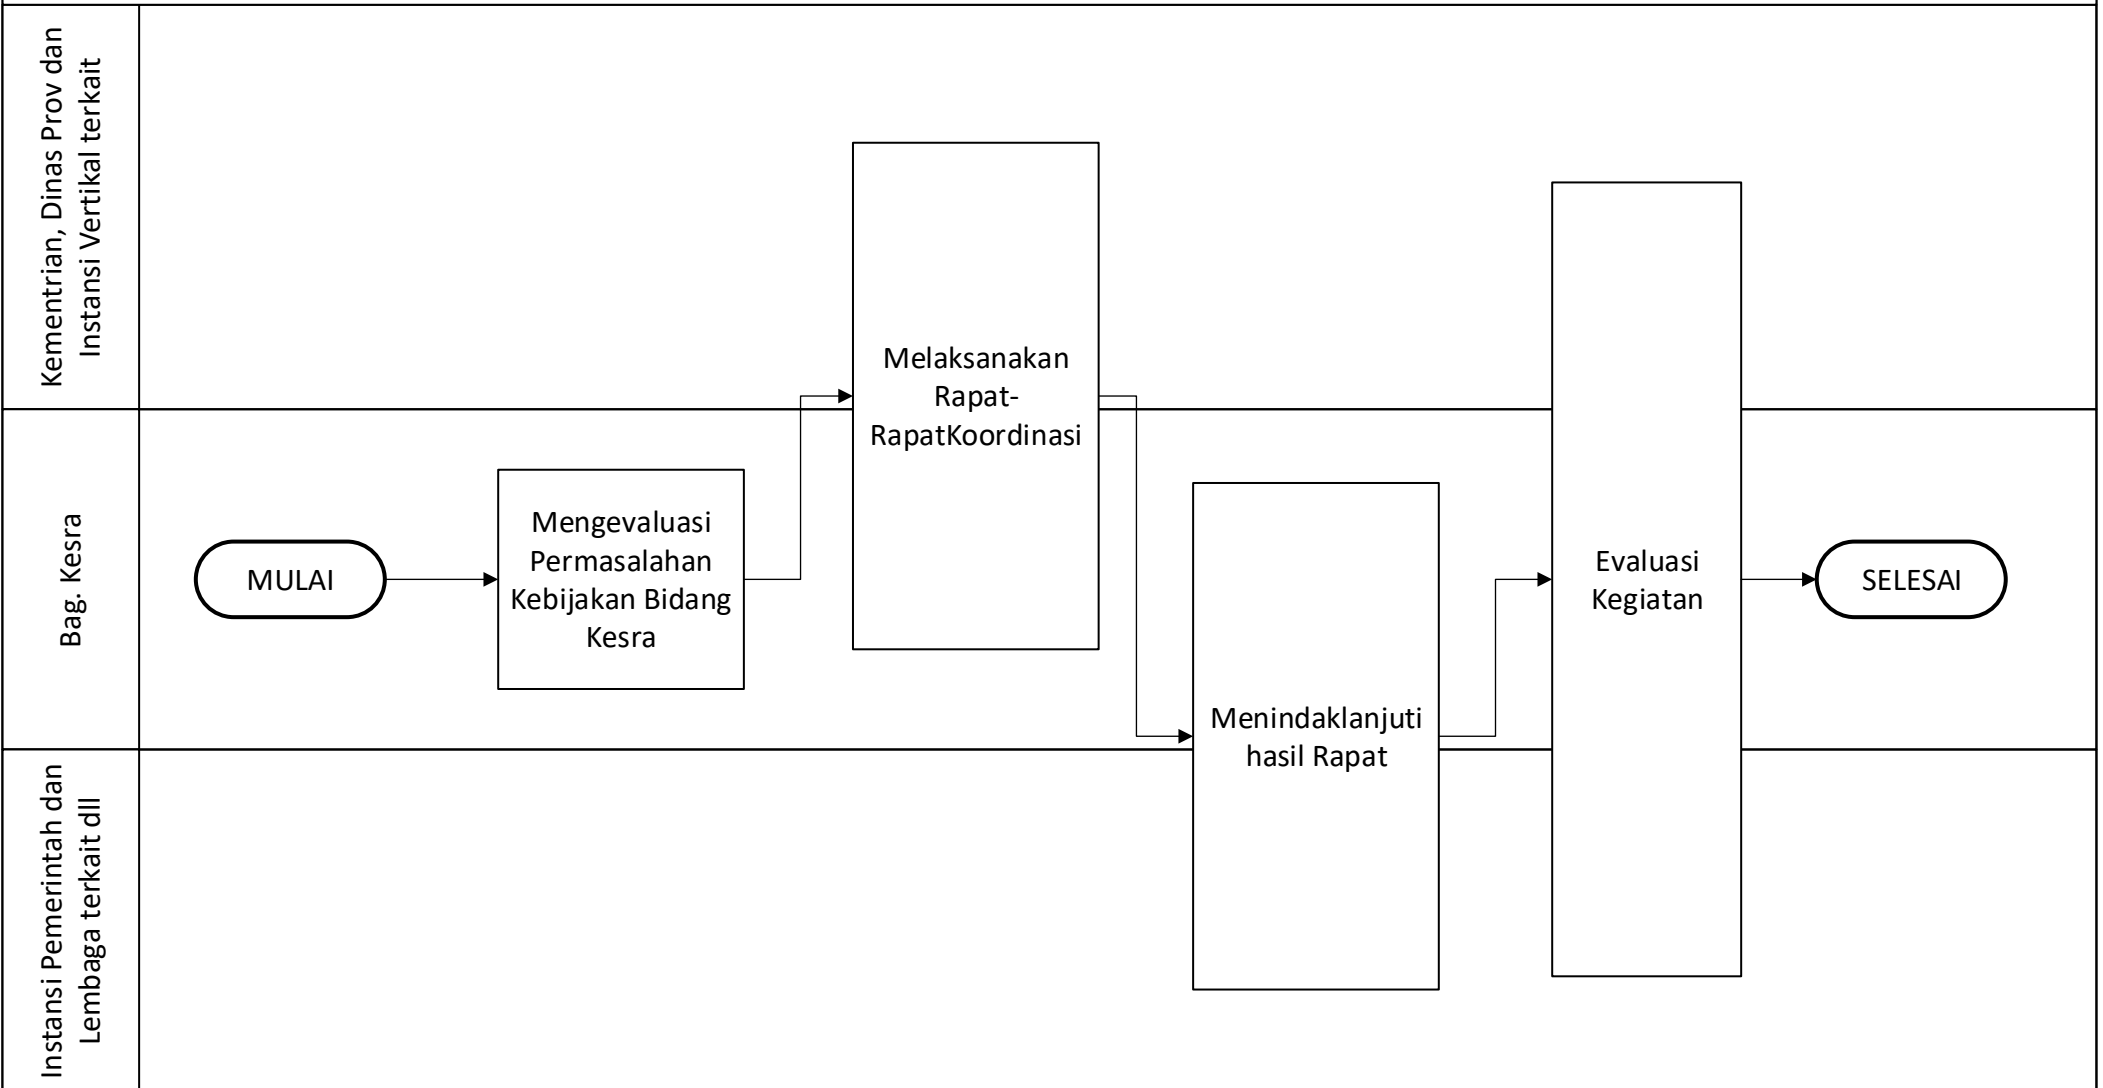 Kementrian, Dinas Prov dan
Instansi Vertikal terkait
Melaksanakan
Rapat-
RapatKoordinasi
Bag. Kesra
MULAI
Mengevaluasi
Permasalahan
Kebijakan Bidang
Kesra
Menindaklanjuti
hasil Rapat
Evaluasi
Kegiatan
SELESAI
Instansi Pemerintah dan
Lembaga terkait dll